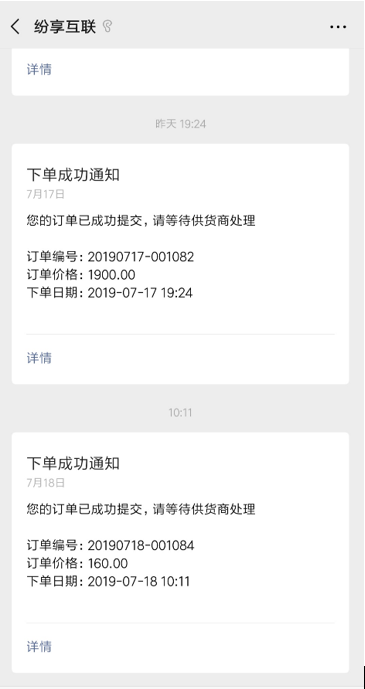 纷享互联
详情
昨天 19:24
下单成功通知
7月17日
您的订单已成功提交，请等待供货商处理
订单编号：20190717-001082
订单价格：1900.00
下单日期：2019-07-17 19:24
详情
10:11
下单成功通知
7月18日
您的订单已成功提交，请等待供货商处理
订单编号：20190718-001084
订单价格：160.00
下单日期：2019-07-18 10:11
详情